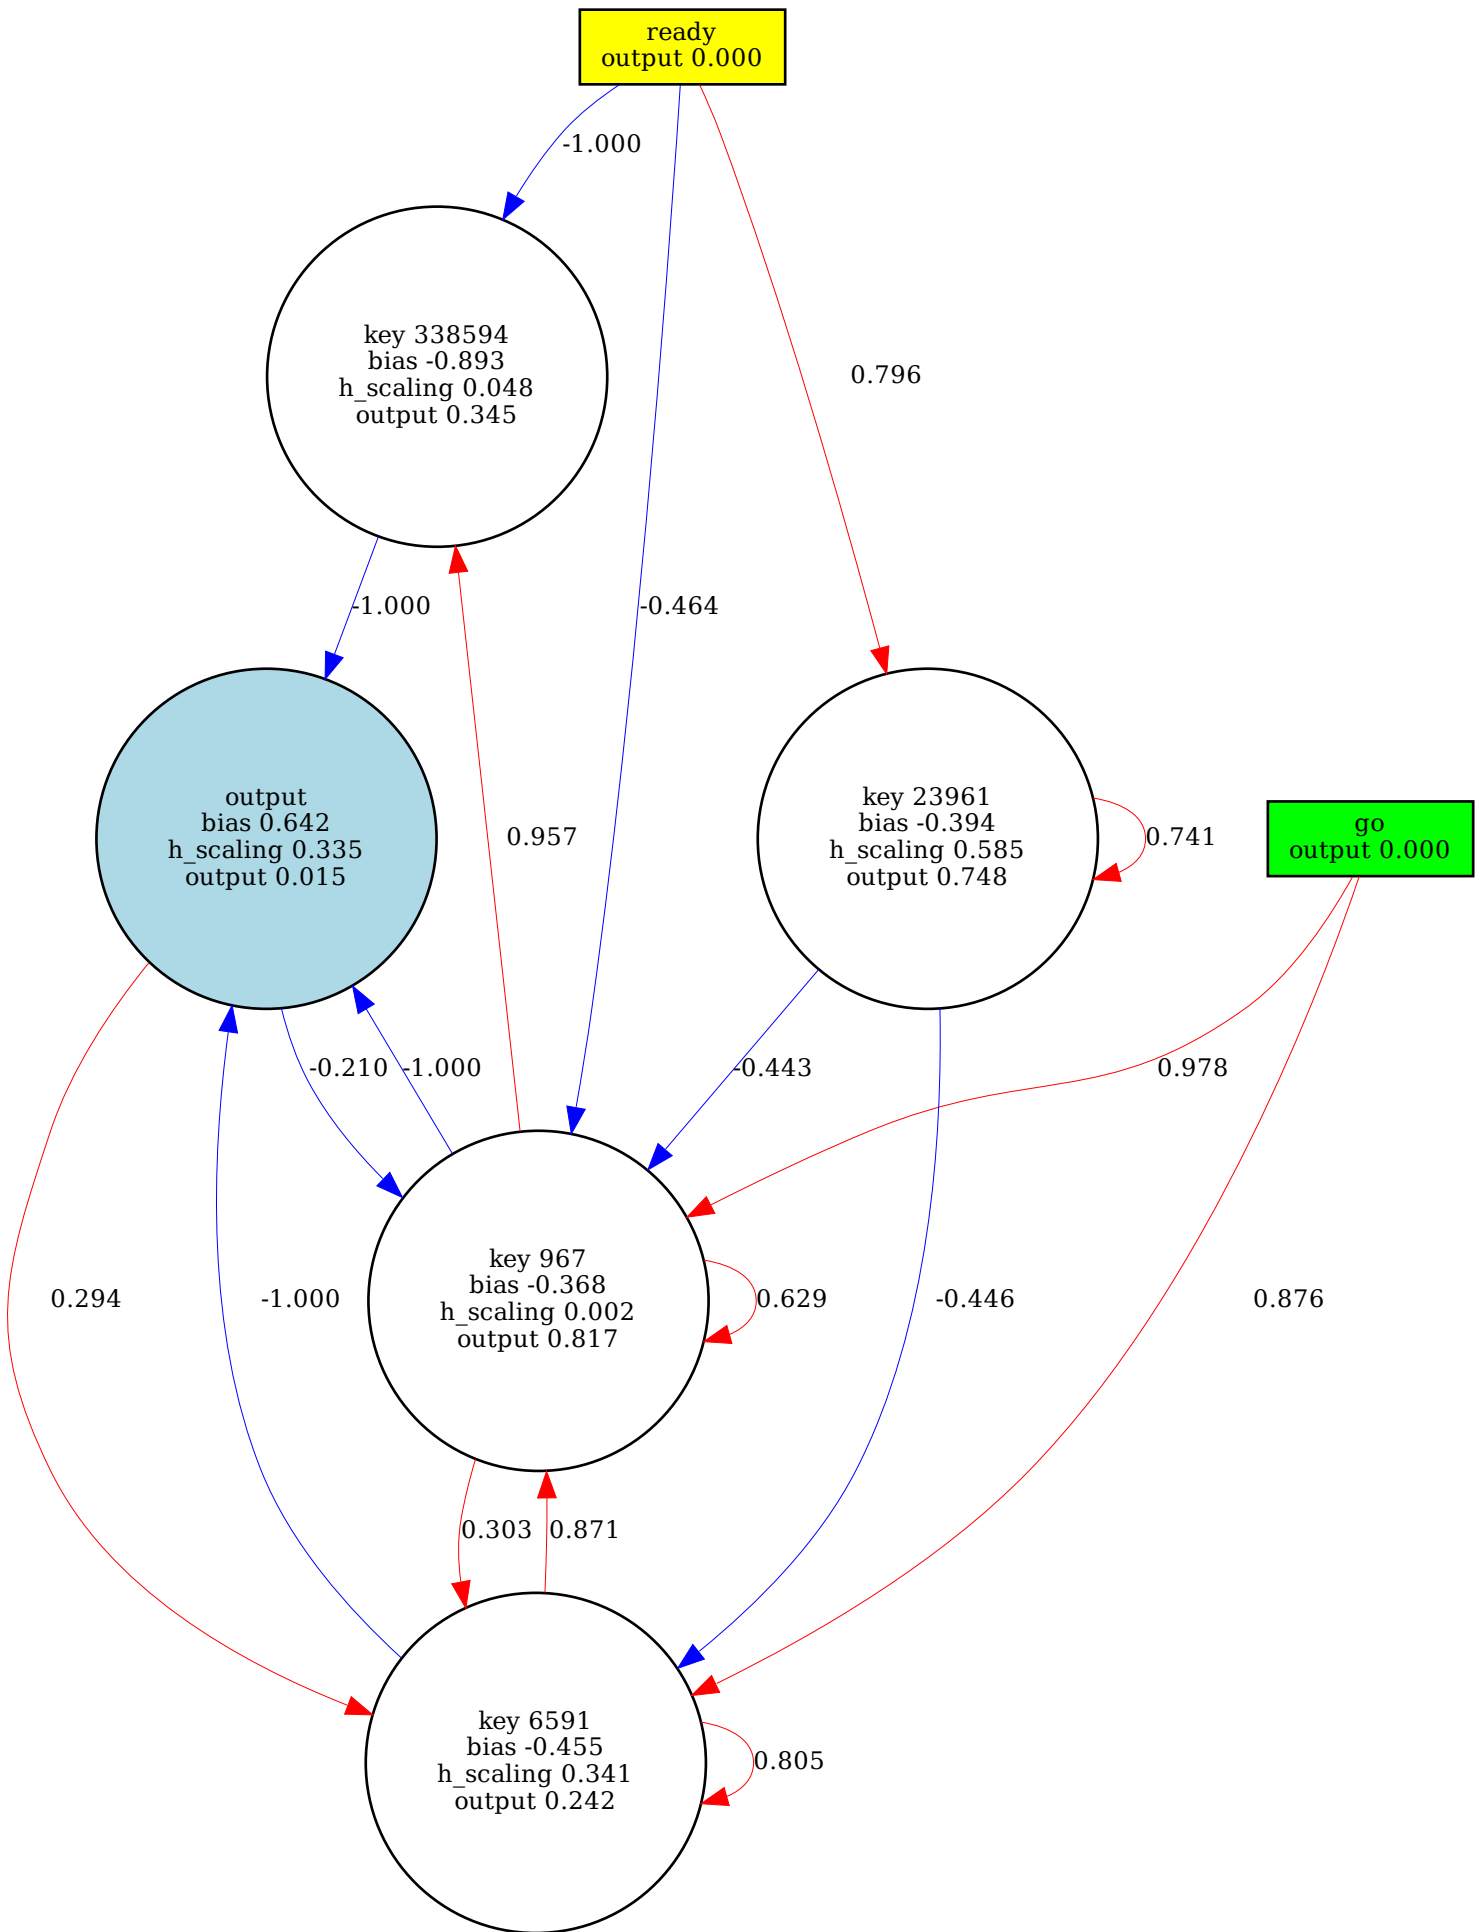 ready
output 0.000
-1.000
key 338594
bias -0.893
h_scaling 0.048
output 0.345
0.796
-1.000
-0.464
output
bias 0.642
h_scaling 0.335
output 0.015
0.957
key 23961
bias -0.394
h_scaling 0.585
output 0.748
0.741
go
output 0.000
-0.210
-1.000
-0.443
0.978
0.294
-1.000
key 967
bias -0.368
h_scaling 0.002
output 0.817
0.629
-0.446
0.876
0.303
0.871
key 6591
bias -0.455
h_scaling 0.341
output 0.242
0.805